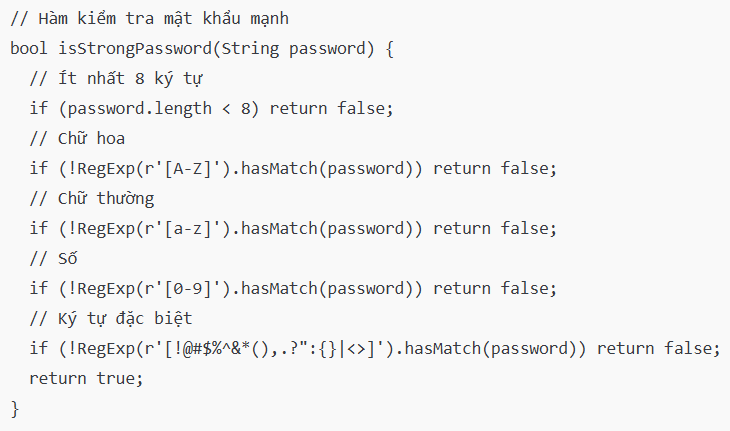 // Hàm kiểm tra mật khẩu mạnh
bool isStrongPassword(String password) {
  // Ít nhất 8 ký tự
  if (password.length < 8) return false;
  // Chữ hoa
  if (!RegExp(r'[A-Z]').hasMatch(password)) return false;
  // Chữ thường
  if (!RegExp(r'[a-z]').hasMatch(password)) return false;
  // Số
  if (!RegExp(r'[0-9]').hasMatch(password)) return false;
  // Ký tự đặc biệt
  if (!RegExp(r'[!@#$%^&*(),.?":{}|<>]').hasMatch(password)) return false;
  return true;
}